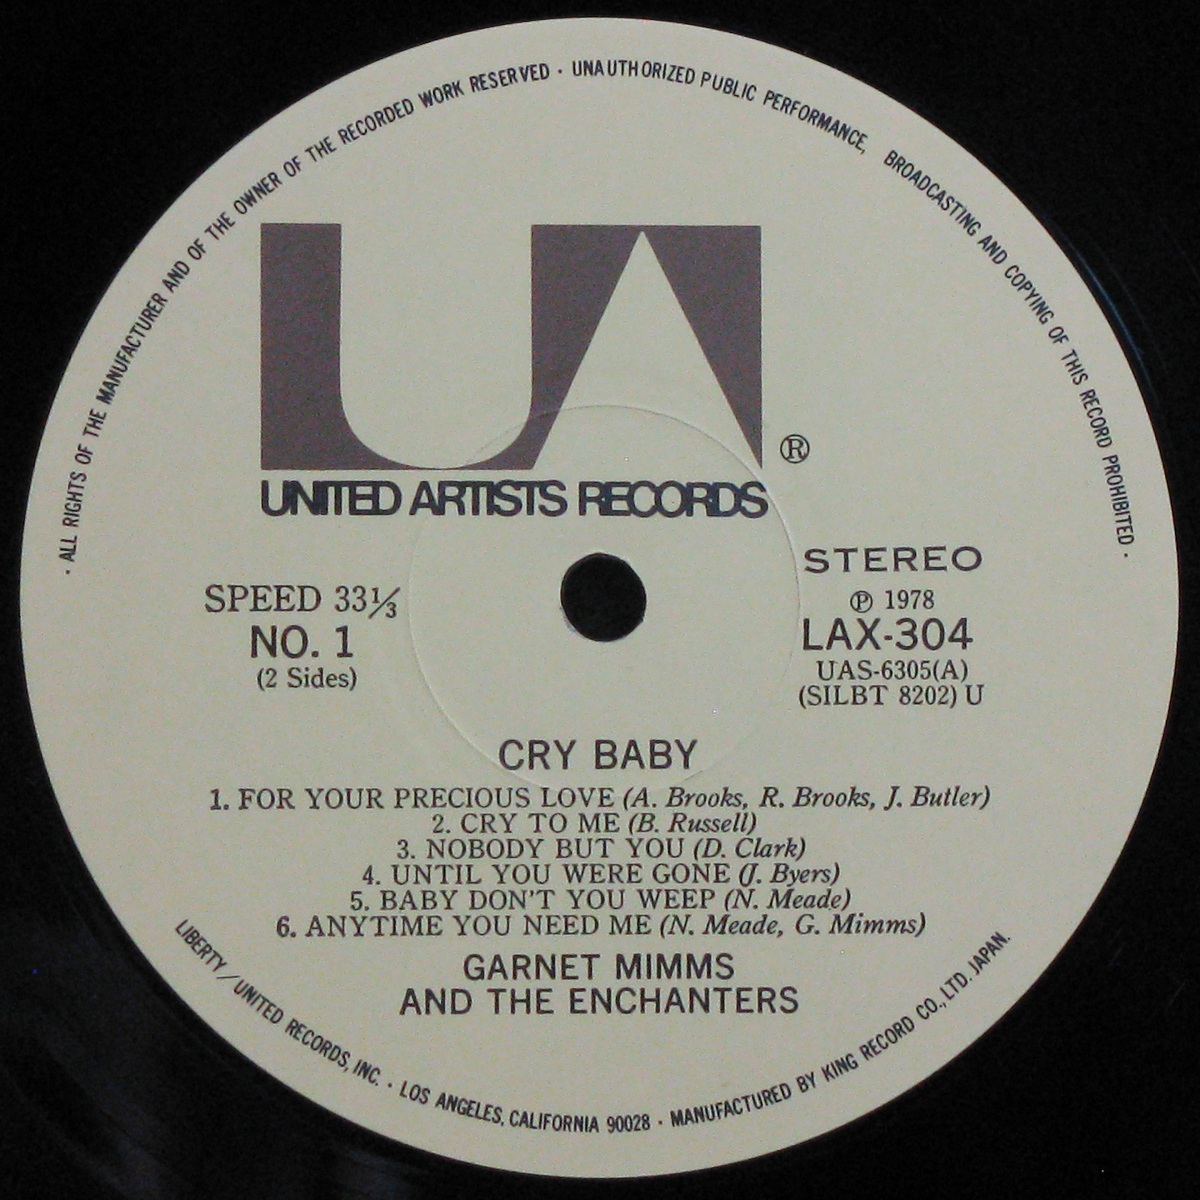 · ALL RIGHTS OF THE MANUFACTURER AND OF THE OWNER OF THE RECORDED WORK RESERVED · UNAUTHORIZED PUBLIC PERFORMANCE, BROADCASTING AND COPYING OF THIS RECORD PROHIBITED ·
UA ®
UNITED ARTISTS RECORDS
STEREO
SPEED 33⅓
℗ 1978
NO. 1
LAX-304
(2 Sides)
UAS-6305(A)
(SILBT 8202) U
CRY BABY
1. FOR YOUR PRECIOUS LOVE (A. Brooks, R. Brooks, J. Butler)
2. CRY TO ME (B. Russell)
3. NOBODY BUT YOU (D. Clark)
4. UNTIL YOU WERE GONE (J. Byers)
5. BABY DON'T YOU WEEP (N. Meade)
6. ANYTIME YOU NEED ME (N. Meade, G. Mimms)
GARNET MIMMS
AND THE ENCHANTERS
LIBERTY/UNITED RECORDS, INC. · LOS ANGELES, CALIFORNIA 90028 · MANUFACTURED BY KING RECORD CO., LTD. JAPAN.